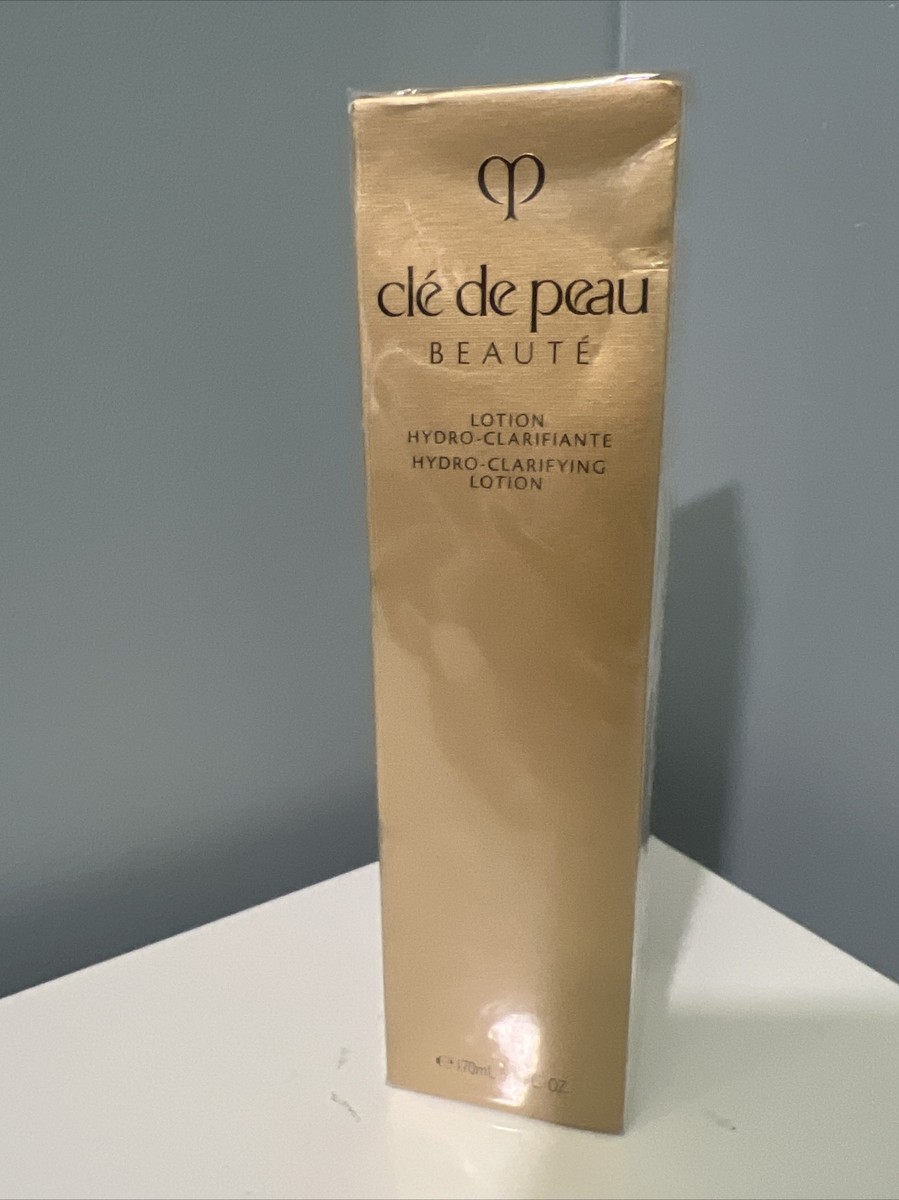 clé de peau
BEAUTÉ
LOTION
HYDRO-CLARIFIANTE
HYDRO-CLARIFYING
LOTION
℮ 170mL OZ.